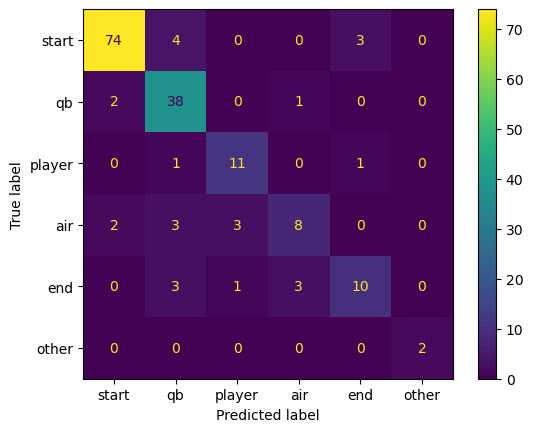 start 74 4 0 0 3 0
qb 2 38 0 1 0 0
player 0 1 11 0 1 0
air 2 3 3 8 0 0
end 0 3 1 3 10 0
other 0 0 0 0 0 2
start qb player air end other
Predicted label
True label
70
60
50
40
30
20
10
0